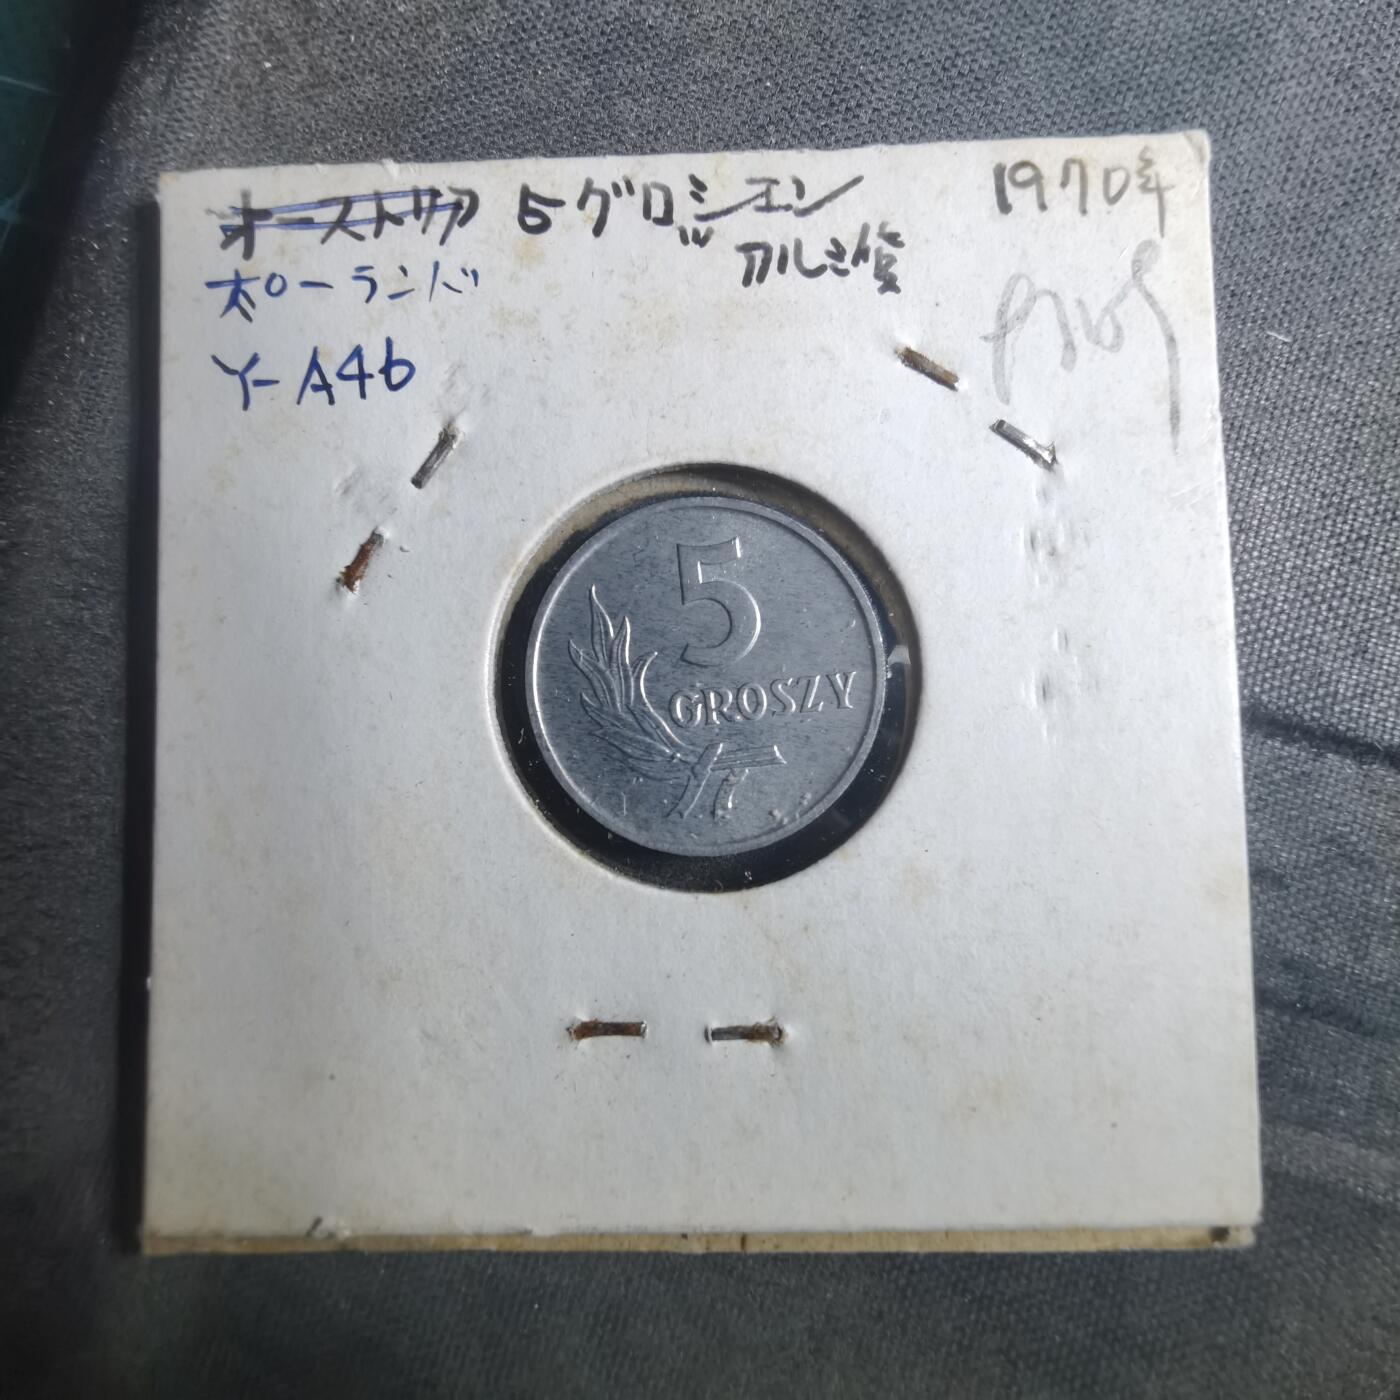 オーストリア 5グロシェン 1970年
ポーランド アルミ貨
Y-A46
5
GROSZY